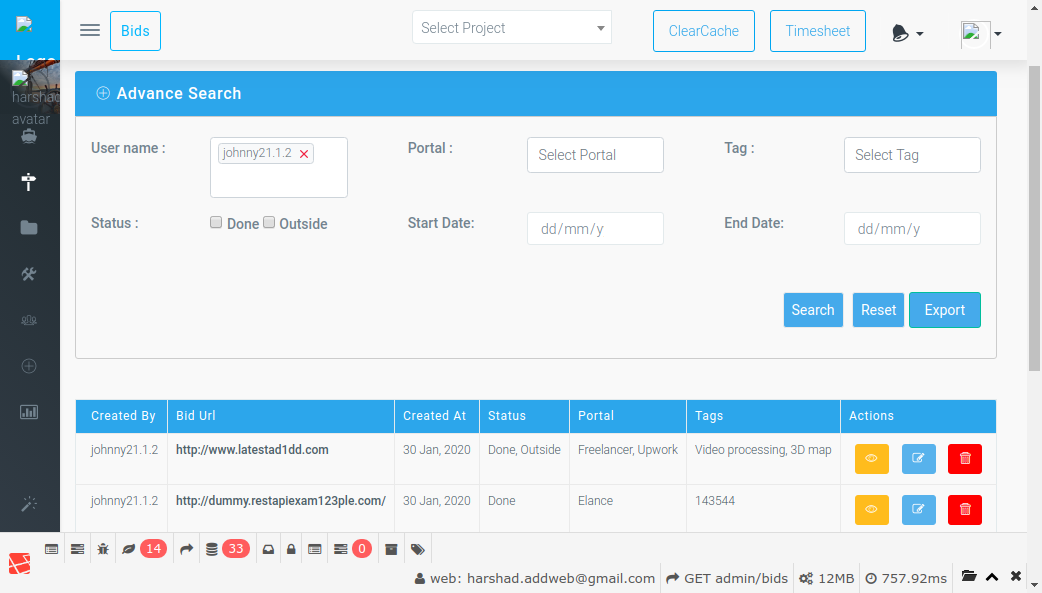 Bids
Select Project
ClearCache
Timesheet
harshad
avatar
Advance Search
User name :
johnny21.1.2
Portal :
Select Portal
Tag :
Select Tag
Status :
Done
Outside
Start Date:
dd/mm/y
End Date:
dd/mm/y
Search
Reset
Export
Created By Bid Url Created At Status Portal Tags Actions
johnny21.1.2 http://www.latestad1dd.com 30 Jan, 2020 Done, Outside Freelancer, Upwork Video processing, 3D map
johnny21.1.2 http://dummy.restapiexam123ple.com/ 30 Jan, 2020 Done Elance 143544
14
33
0
web: harshad.addweb@gmail.com
GET admin/bids
12MB
757.92ms